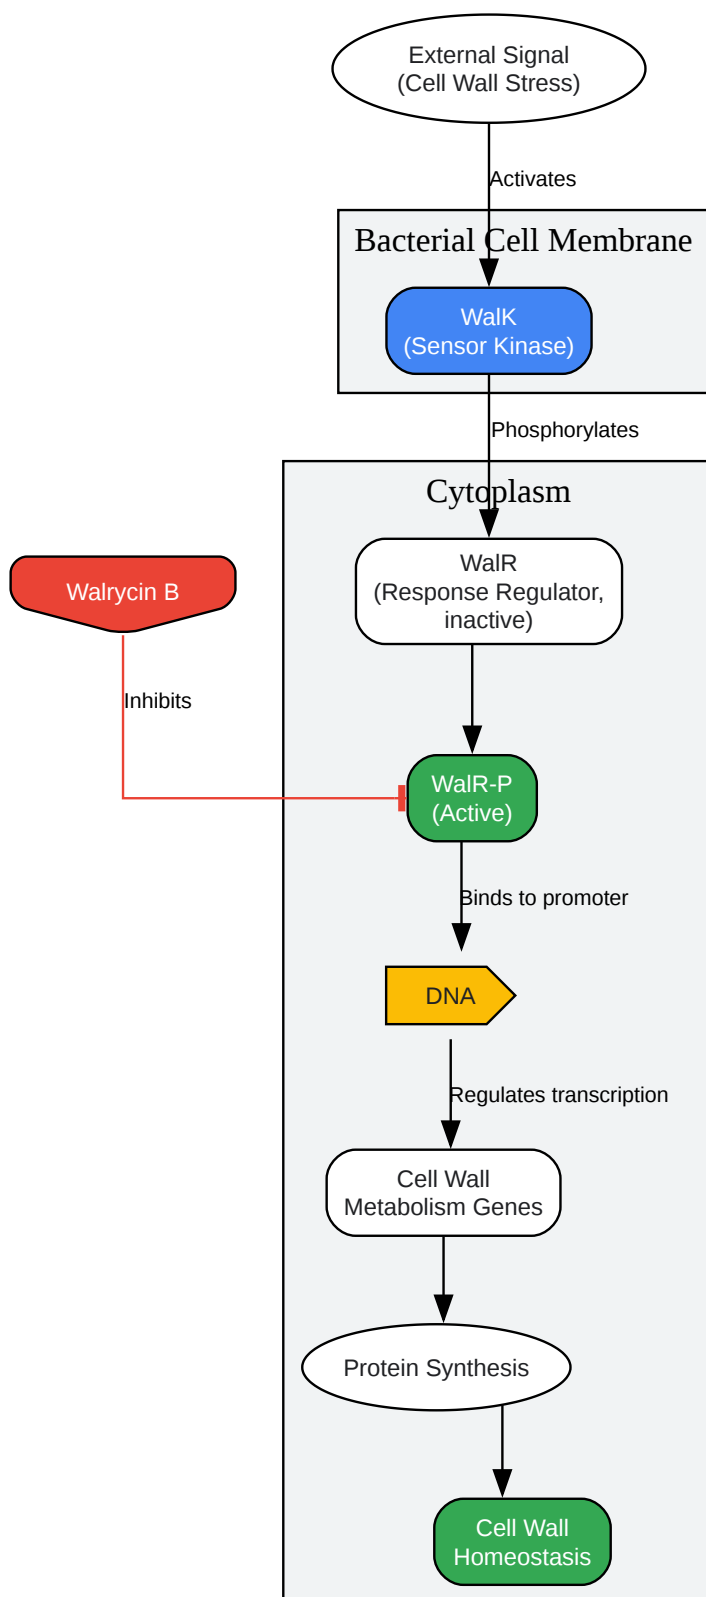 External Signal
(Cell Wall Stress)
Activates
Bacterial Cell Membrane
WalK
(Sensor Kinase)
Phosphorylates
Cytoplasm
WalR
(Response Regulator,
inactive)
Walrycin B
Inhibits
WalR-P
(Active)
Binds to promoter
DNA
Regulates transcription
Cell Wall
Metabolism Genes
Protein Synthesis
Cell Wall
Homeostasis